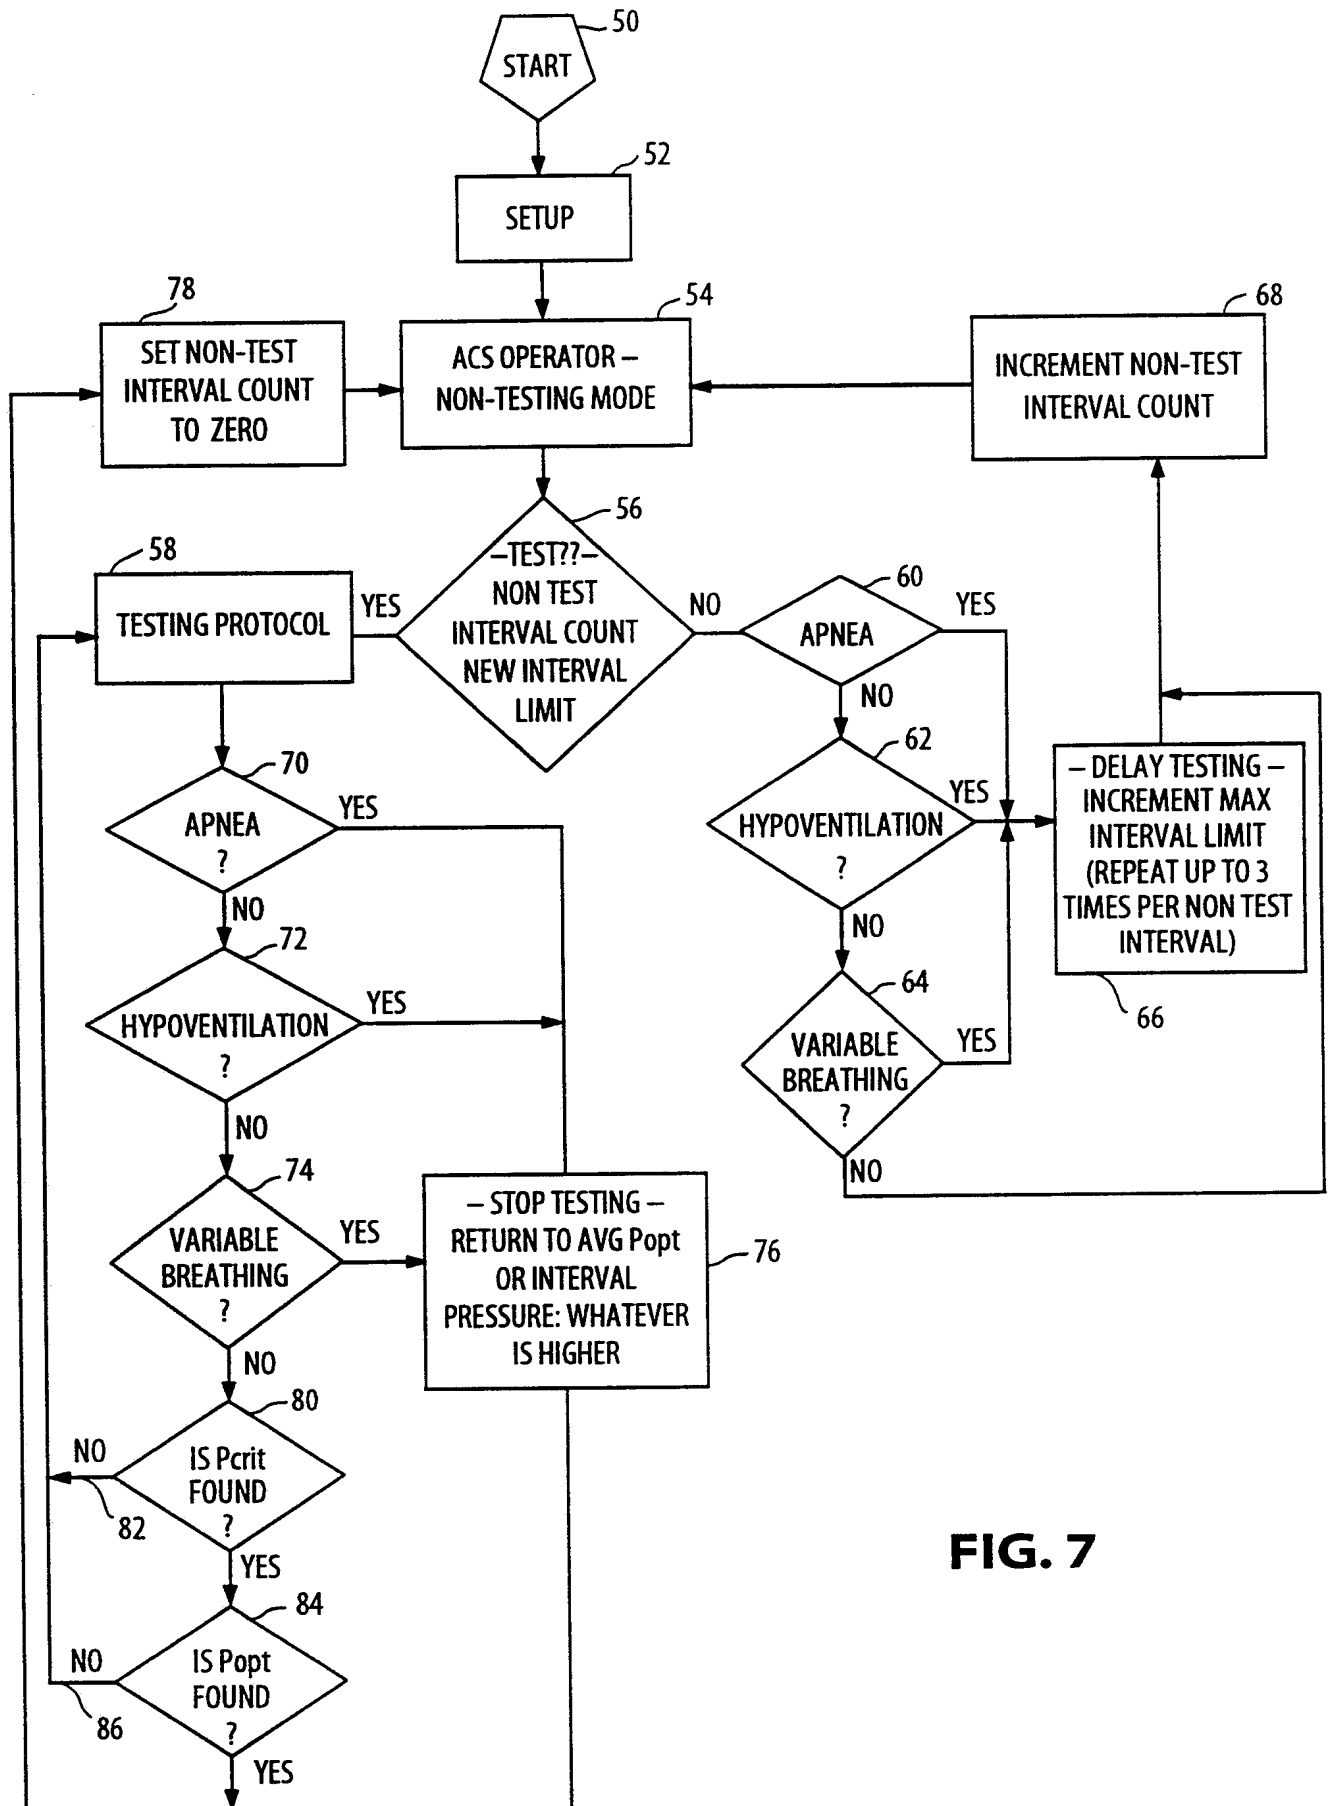 50
START
52
SETUP
78
SET NON-TEST
INTERVAL COUNT
TO ZERO
54
ACS OPERATOR –
NON-TESTING MODE
68
INCREMENT NON-TEST
INTERVAL COUNT
56
–TEST??–
NON TEST
INTERVAL COUNT
NEW INTERVAL
LIMIT
58
TESTING PROTOCOL
YES
NO
60
APNEA
YES
NO
62
HYPOVENTILATION
?
YES
NO
64
VARIABLE
BREATHING
?
YES
NO
– DELAY TESTING –
INCREMENT MAX
INTERVAL LIMIT
(REPEAT UP TO 3
TIMES PER NON TEST
INTERVAL)
66
70
APNEA
?
YES
NO
72
HYPOVENTILATION
?
YES
NO
74
VARIABLE
BREATHING
?
YES
NO
– STOP TESTING –
RETURN TO AVG Popt
OR INTERVAL
PRESSURE: WHATEVER
IS HIGHER
76
80
IS Pcrit
FOUND
?
NO
82
YES
84
IS Popt
FOUND
?
NO
86
YES
FIG. 7